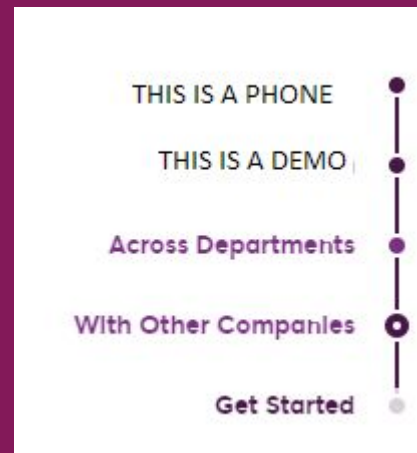 THIS IS A PHONE
THIS IS A DEMO
Across Departments
With Other Companies
Get Started